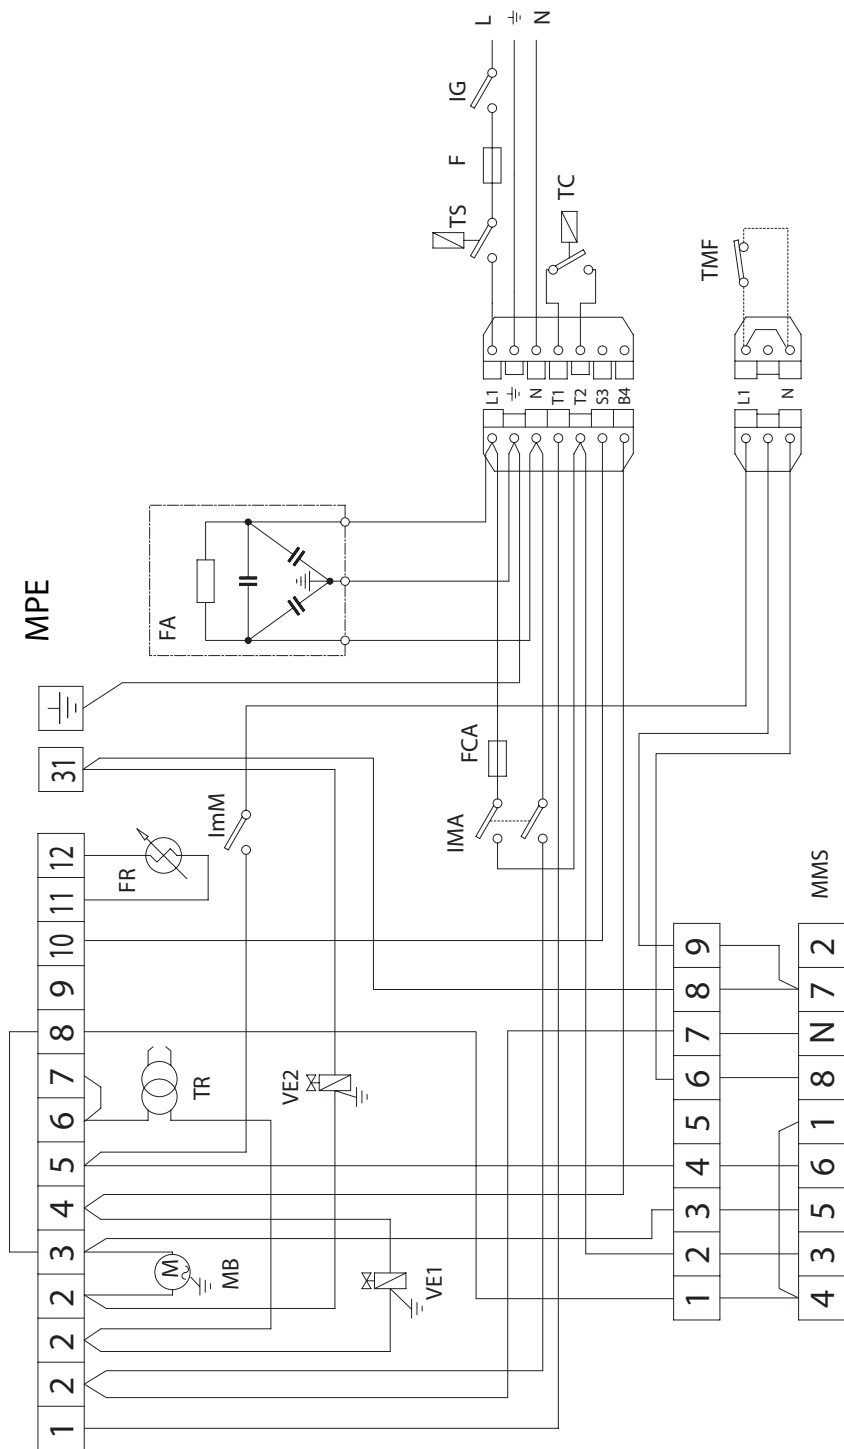 MPE
1 2 2 2 3 4 5 6 7 8 9 10 11 12 31
FR
FA
TR
ImM
MB
VE2
VE1
IMA
FCA
TS
F
IG
L
N
TC
L1
N
T1
T2
S3
B4
1 2 3 4 5 6 7 8 9
TMF
L1
N
MMS
4 3 5 6 1 8 N 7 2